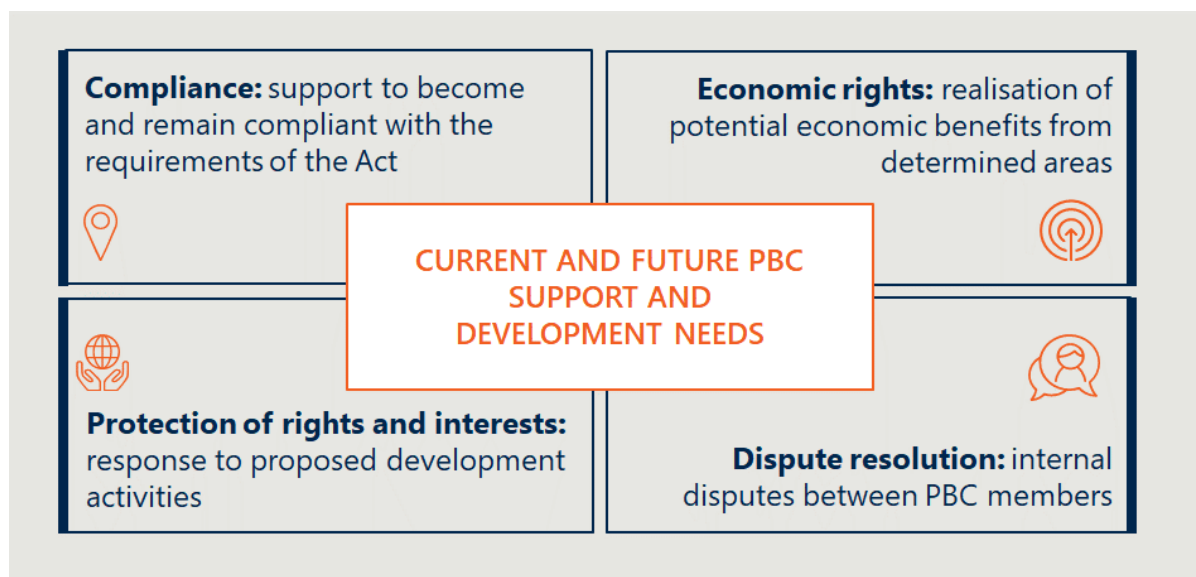 Compliance: support to become
and remain compliant with the
requirements of the Act
Economic rights: realisation of
potential economic benefits from
determined areas
CURRENT AND FUTURE PBC
SUPPORT AND
DEVELOPMENT NEEDS
Protection of rights and interests:
response to proposed development
activities
Dispute resolution: internal
disputes between PBC members